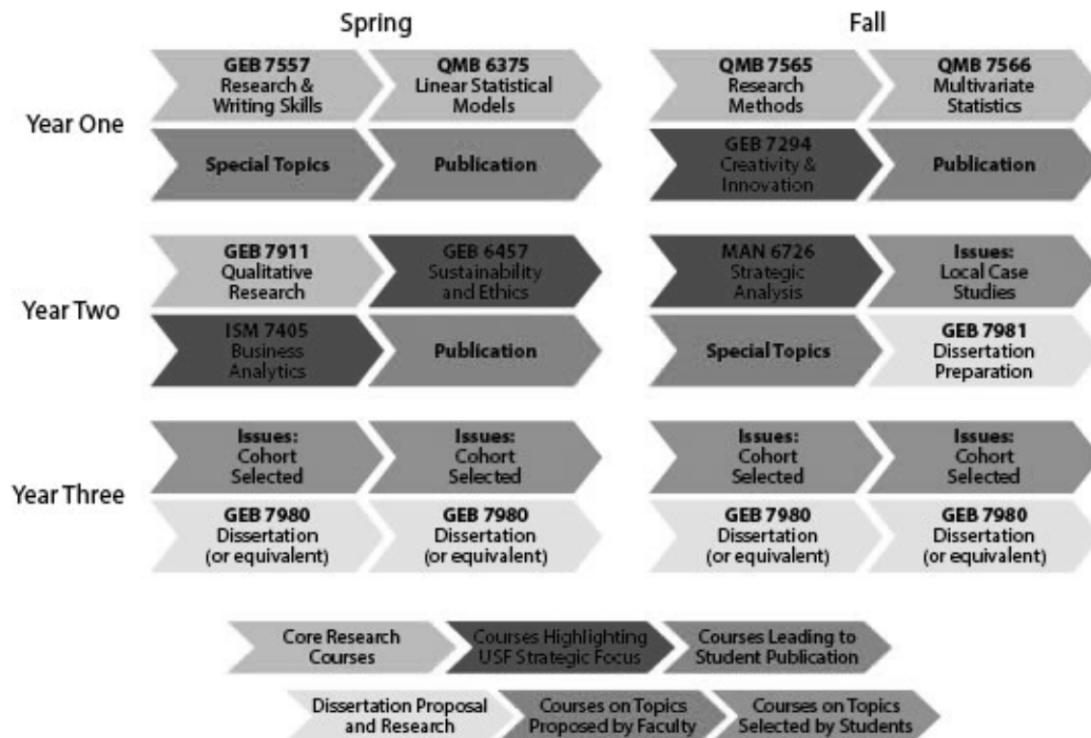 Spring
Fall
Year One
GEB 7557
Research &
Writing Skills
QMB 6375
Linear Statistical
Models
QMB 7565
Research
Methods
QMB 7566
Multivariate
Statistics
Special Topics
Publication
GEB 7294
Creativity &
Innovation
Publication
Year Two
GEB 7911
Qualitative
Research
GEB 6457
Sustainability
and Ethics
MAN 6726
Strategic
Analysis
Issues:
Local Case
Studies
ISM 7405
Business
Analytics
Publication
Special Topics
GEB 7981
Dissertation
Preparation
Year Three
Issues:
Cohort
Selected
Issues:
Cohort
Selected
Issues:
Cohort
Selected
Issues:
Cohort
Selected
GEB 7980
Dissertation
(or equivalent)
GEB 7980
Dissertation
(or equivalent)
GEB 7980
Dissertation
(or equivalent)
GEB 7980
Dissertation
(or equivalent)
Core Research
Courses
Courses Highlighting
USF Strategic Focus
Courses Leading to
Student Publication
Dissertation Proposal
and Research
Courses on Topics
Proposed by Faculty
Courses on Topics
Selected by Students